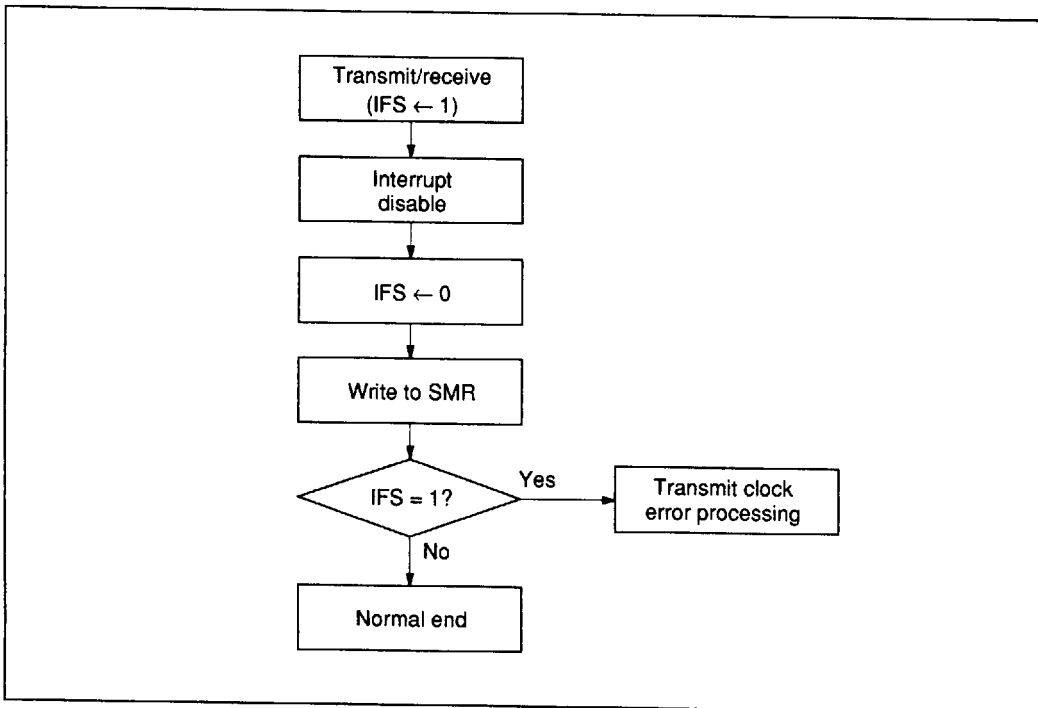 Transmit/receive
(IFS ← 1)
Interrupt
disable
IFS ← 0
Write to SMR
IFS = 1?
Yes
Transmit clock
error processing
No
Normal end